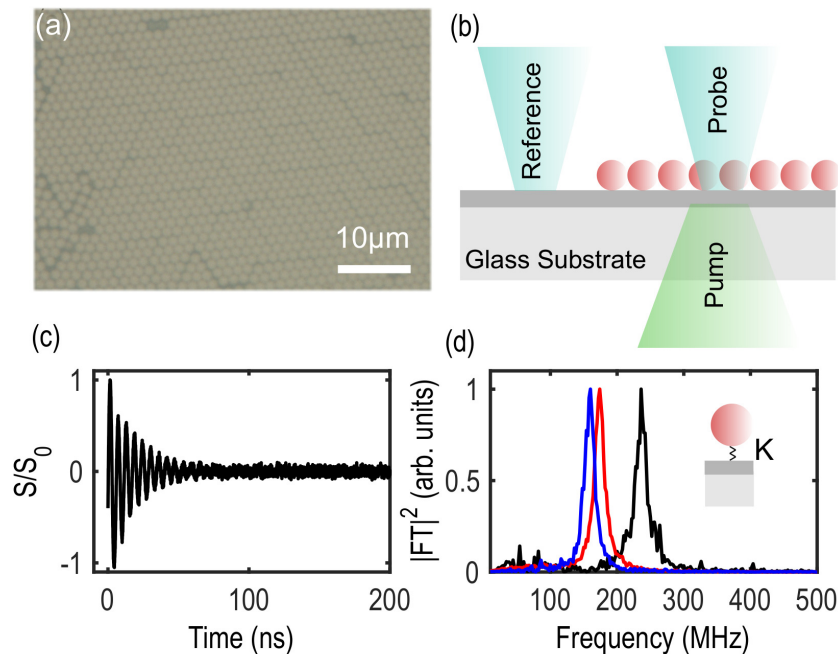 (a)
10μm
(b)
Reference
Probe
Glass Substrate
Pump
(c)
S/S₀
1
0
-1
0
100
200
Time (ns)
(d)
|FT|² (arb. units)
1
0.5
0
K
100
200
300
400
500
Frequency (MHz)